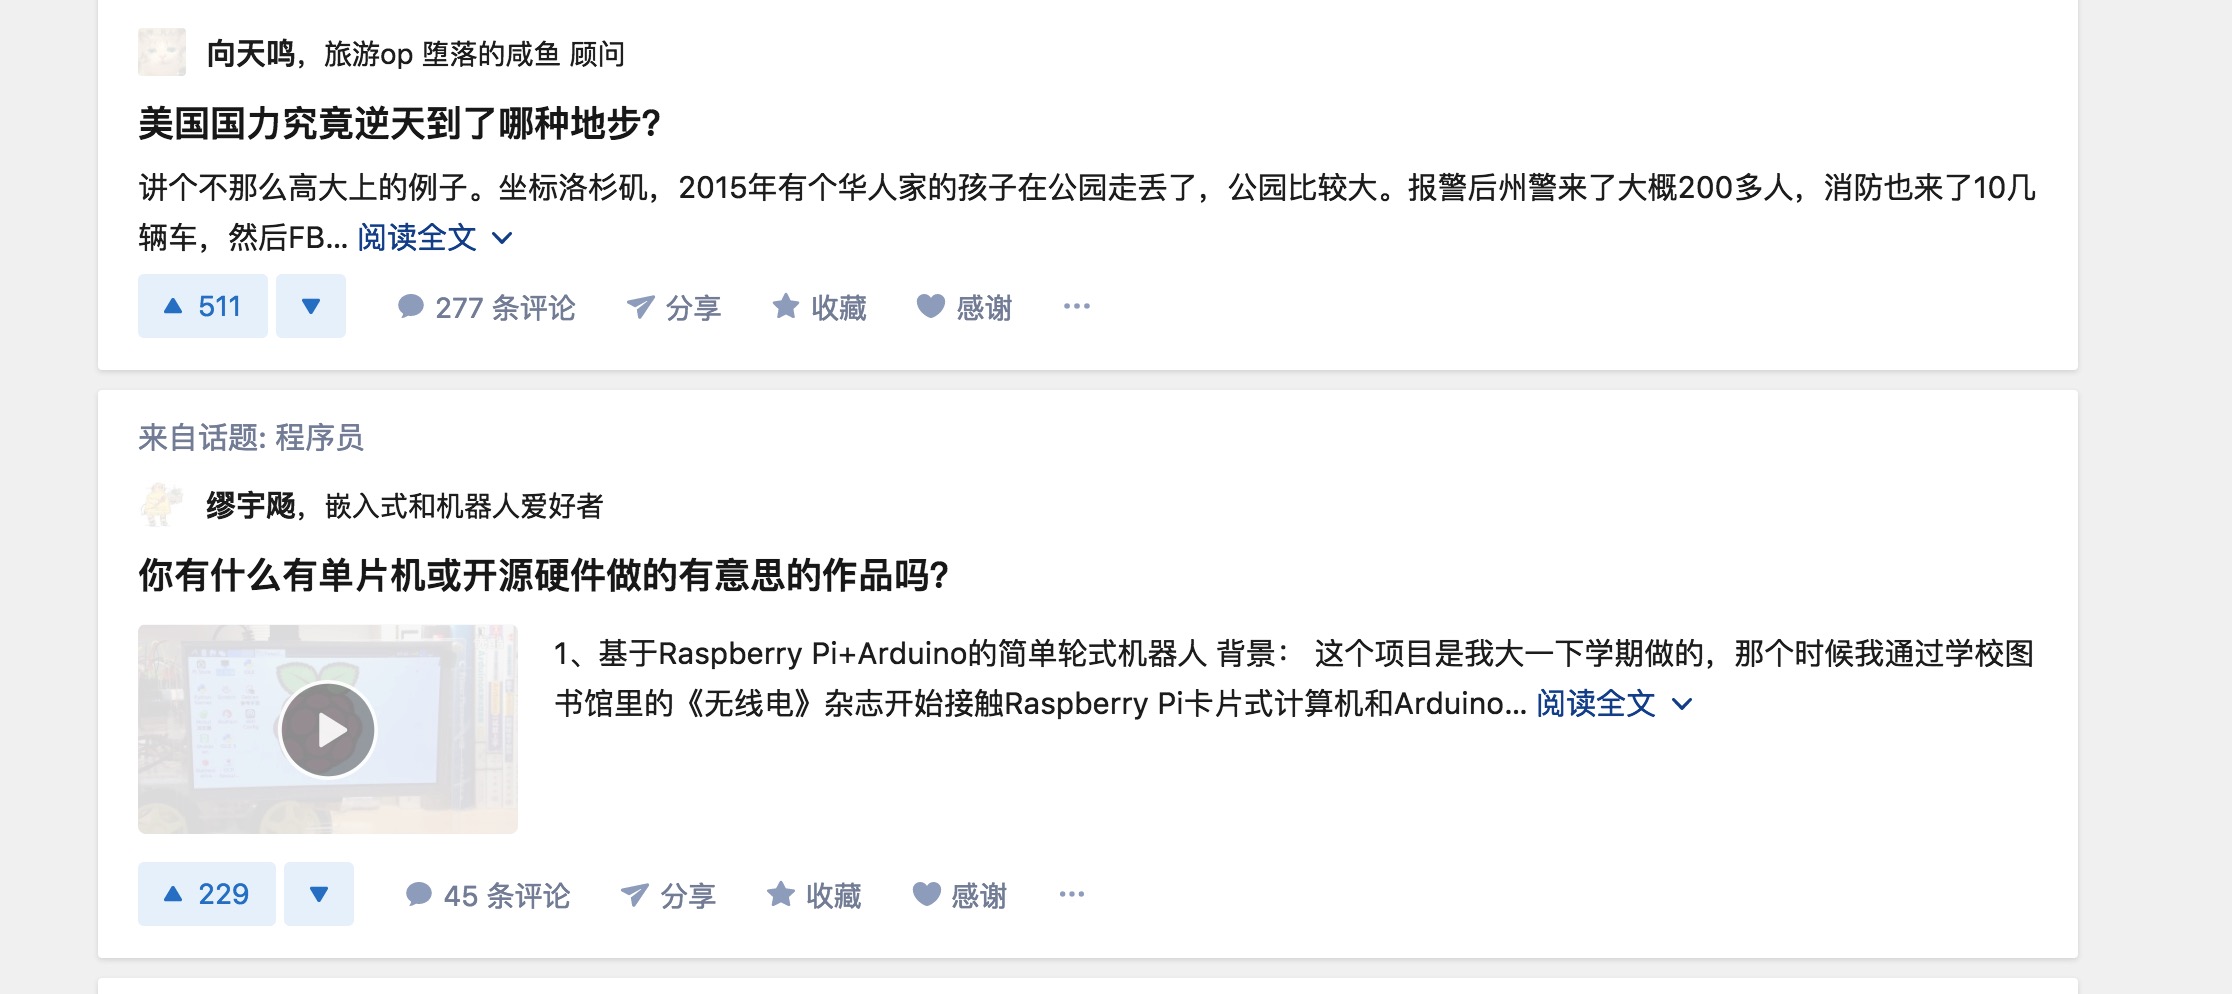 向天鸣，旅游op 堕落的咸鱼 顾问
美国国力究竟逆天到了哪种地步?
讲个不那么高大上的例子。坐标洛杉矶，2015年有个华人家的孩子在公园走丢了，公园比较大。报警后州警来了大概200多人，消防也来了10几
辆车，然后FB... 阅读全文
511
277 条评论
分享
收藏
感谢
来自话题: 程序员
缪宇飏，嵌入式和机器人爱好者
你有什么有单片机或开源硬件做的有意思的作品吗?
1、基于Raspberry Pi+Arduino的简单轮式机器人 背景： 这个项目是我大一下学期做的，那个时候我通过学校图
书馆里的《无线电》杂志开始接触Raspberry Pi卡片式计算机和Arduino... 阅读全文
229
45 条评论
分享
收藏
感谢